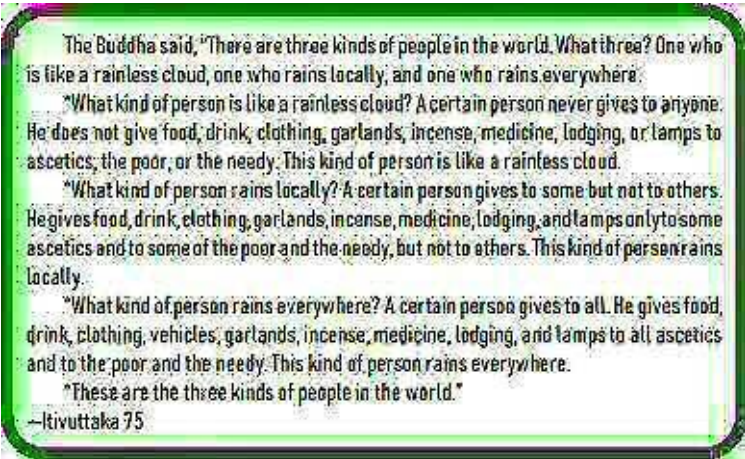 The Buddha said, "There are three kinds of people in the world. What three? One who
is like a rainless cloud, one who rains locally, and one who rains everywhere.
"What kind of person is like a rainless cloud? A certain person never gives to anyone.
He does not give food, drink, clothing, garlands, incense, medicine, lodging, or lamps to
ascetics, the poor, or the needy. This kind of person is like a rainless cloud.
"What kind of person rains locally? A certain person gives to some but not to others.
He gives food, drink, clothing, garlands, incense, medicine, lodging, and lamps only to some
ascetics and to some of the poor and the needy, but not to others. This kind of person rains
locally.
"What kind of person rains everywhere? A certain person gives to all. He gives food,
drink, clothing, vehicles, garlands, incense, medicine, lodging, and lamps to all ascetics
and to the poor and the needy. This kind of person rains everywhere.
"These are the three kinds of people in the world."
—Itivuttaka 75